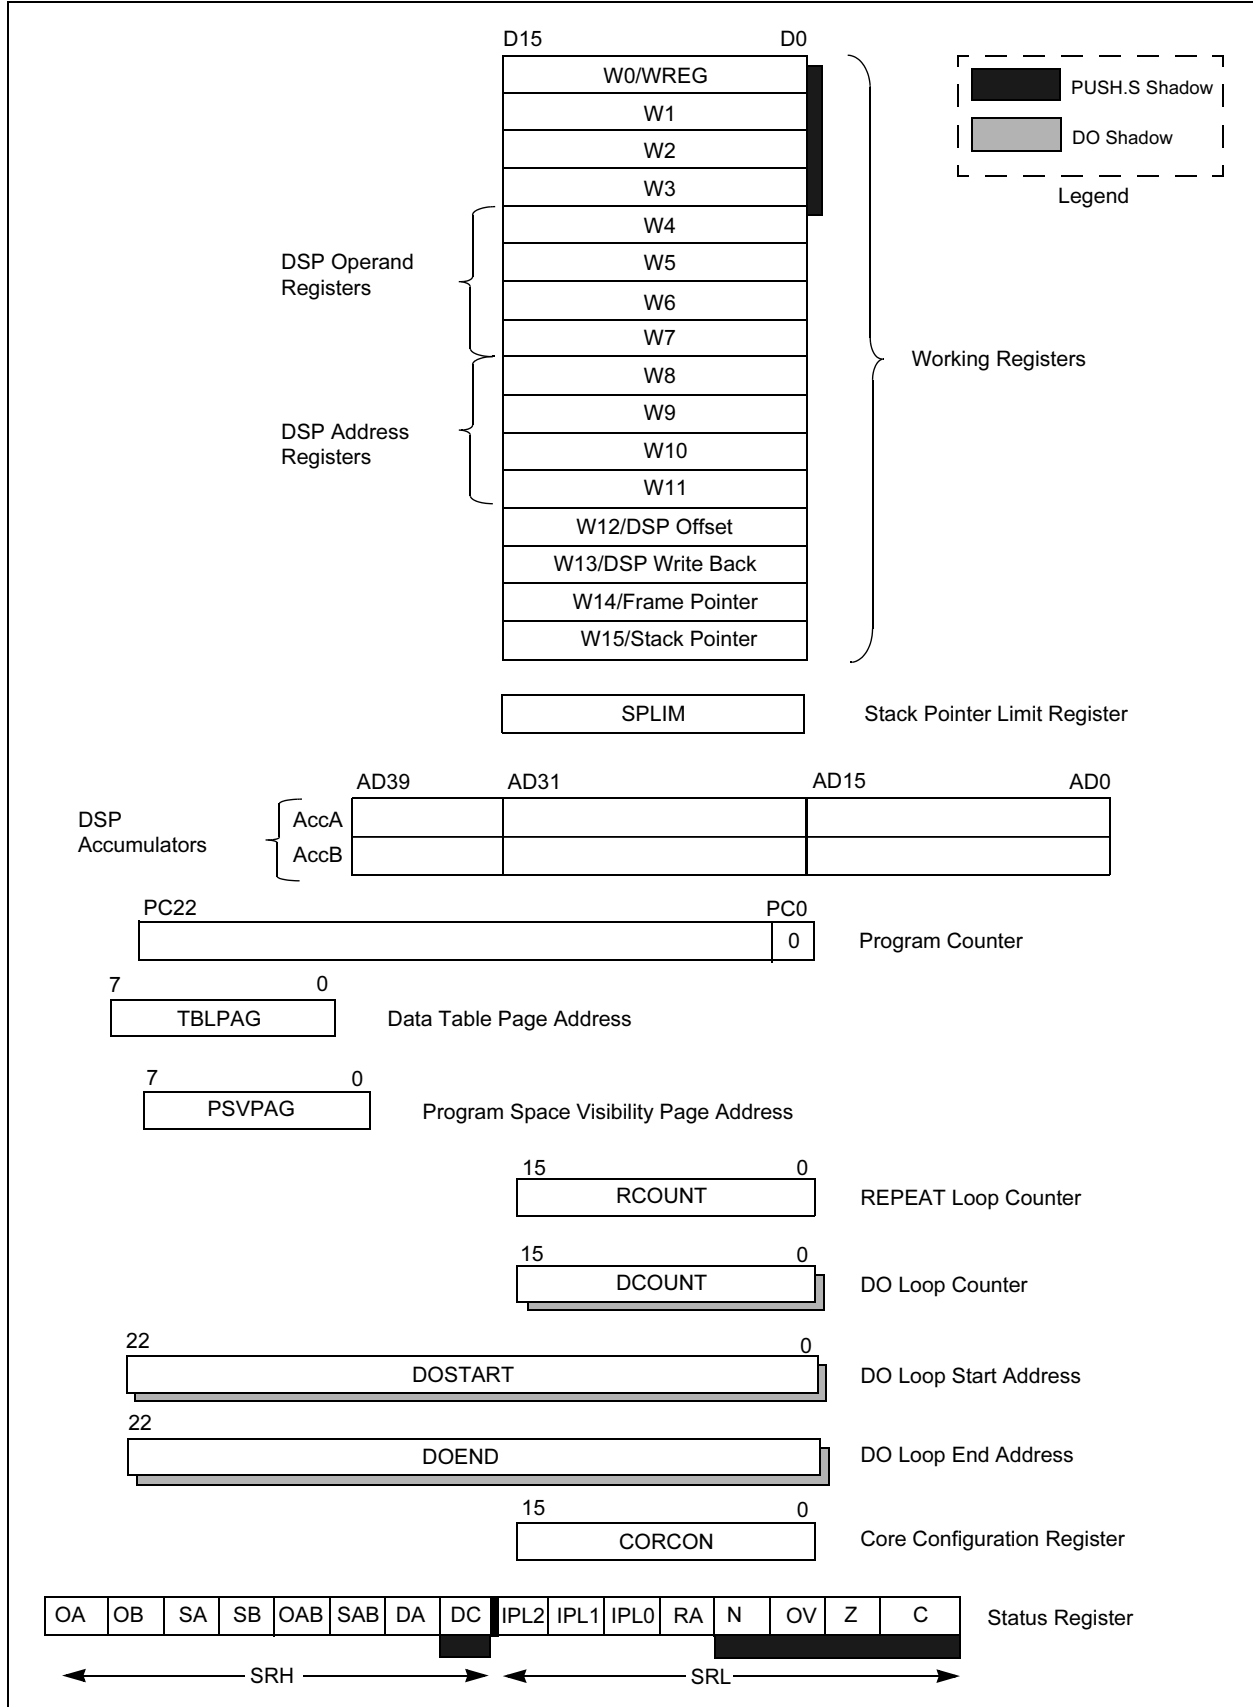 D15 D0
W0/WREG
PUSH.S Shadow
W1
DO Shadow
W2
W3
Legend
W4
DSP Operand
Registers
W5
W6
W7
Working Registers
W8
W9
DSP Address
Registers
W10
W11
W12/DSP Offset
W13/DSP Write Back
W14/Frame Pointer
W15/Stack Pointer
SPLIM Stack Pointer Limit Register
AD39 AD31 AD15 AD0
DSP
Accumulators
AccA
AccB
PC22 PC0
0 Program Counter
7 0
TBLPAG Data Table Page Address
7 0
PSVPAG Program Space Visibility Page Address
15 0
RCOUNT REPEAT Loop Counter
15 0
DCOUNT DO Loop Counter
22 0
DOSTART DO Loop Start Address
22
DOEND DO Loop End Address
15 0
CORCON Core Configuration Register
OA OB SA SB OAB SAB DA DC IPL2 IPL1 IPL0 RA N OV Z C Status Register
SRH SRL